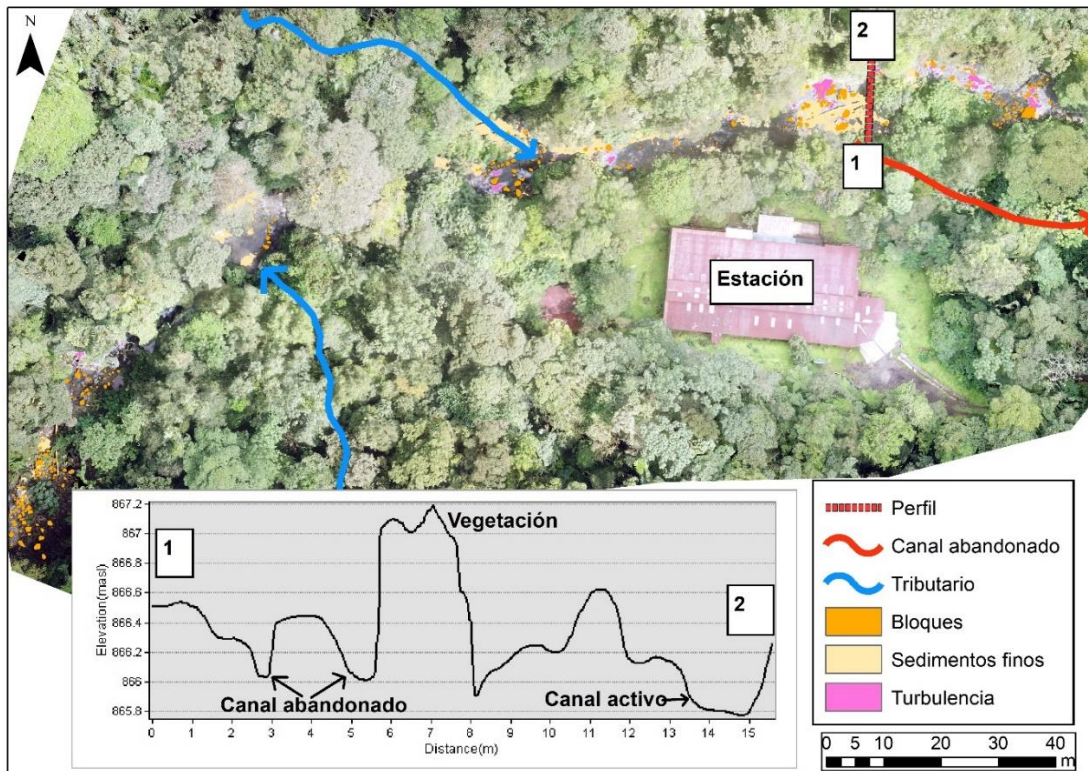 N
2
1
Estación
867.2
867
866.8
866.6
866.4
866.2
866
865.8
Elevation(masl)
1
Vegetación
2
Canal abandonado
Canal activo
0 1 2 3 4 5 6 7 8 9 10 11 12 13 14 15
Distance(m)
Perfil
Canal abandonado
Tributario
Bloques
Sedimentos finos
Turbulencia
0 5 10 20 30 40
m